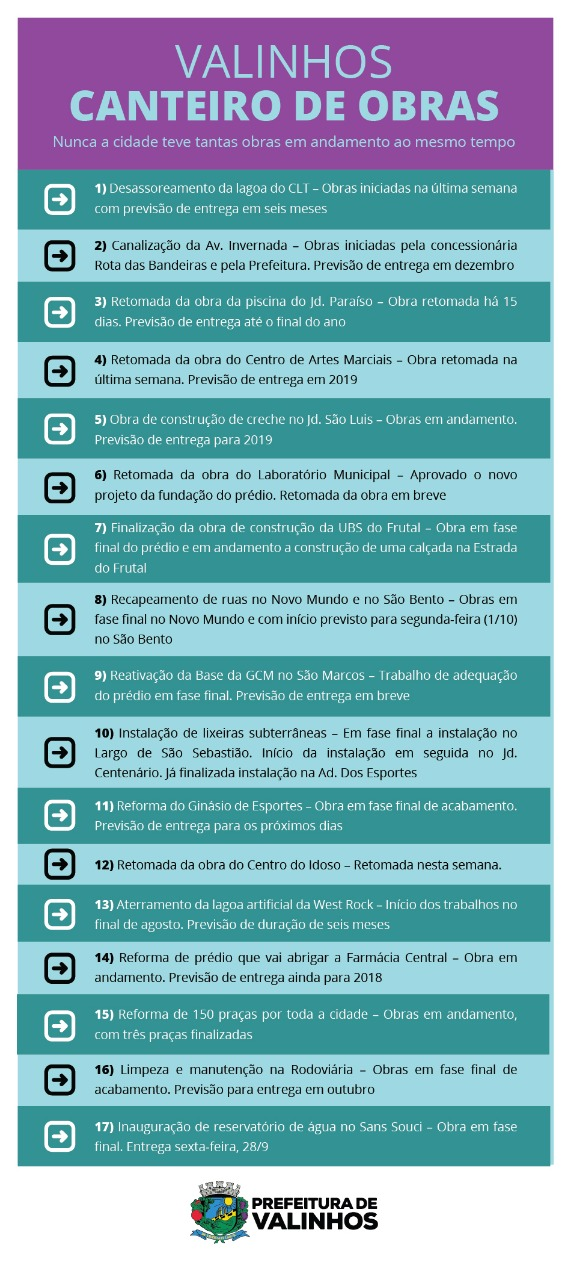 VALINHOS
CANTEIRO DE OBRAS
Nunca a cidade teve tantas obras em andamento ao mesmo tempo
1) Desassoreamento da lagoa do CLT – Obras iniciadas na última semana
com previsão de entrega em seis meses
2) Canalização da Av. Invernada – Obras iniciadas pela concessionária
Rota das Bandeiras e pela Prefeitura. Previsão de entrega em dezembro
3) Retomada da obra da piscina do Jd. Paraíso – Obra retomada há 15
dias. Previsão de entrega até o final do ano
4) Retomada da obra do Centro de Artes Marciais – Obra retomada na
última semana. Previsão de entrega em 2019
5) Obra de construção de creche no Jd. São Luis – Obras em andamento.
Previsão de entrega para 2019
6) Retomada da obra do Laboratório Municipal – Aprovado o novo
projeto da fundação do prédio. Retomada da obra em breve
7) Finalização da obra de construção da UBS do Frutal – Obra em fase
final do prédio e em andamento a construção de uma calçada na Estrada
do Frutal
8) Recapeamento de ruas no Novo Mundo e no São Bento – Obras em
fase final no Novo Mundo e com início previsto para segunda-feira (1/10)
no São Bento
9) Reativação da Base da GCM no São Marcos – Trabalho de adequação
do prédio em fase final. Previsão de entrega em breve
10) Instalação de lixeiras subterrâneas – Em fase final a instalação no
Largo de São Sebastião. Início da instalação em seguida no Jd.
Centenário. Já finalizada instalação na Ad. Dos Esportes
11) Reforma do Ginásio de Esportes – Obra em fase final de acabamento.
Previsão de entrega para os próximos dias
12) Retomada da obra do Centro do Idoso – Retomada nesta semana.
13) Aterramento da lagoa artificial da West Rock – Início dos trabalhos no
final de agosto. Previsão de duração de seis meses
14) Reforma de prédio que vai abrigar a Farmácia Central – Obra em
andamento. Previsão de entrega ainda para 2018
15) Reforma de 150 praças por toda a cidade – Obras em andamento,
com três praças finalizadas
16) Limpeza e manutenção na Rodoviária – Obras em fase final de
acabamento. Previsão para entrega em outubro
17) Inauguração de reservatório de água no Sans Souci – Obra em fase
final. Entrega sexta-feira, 28/9
PREFEITURA DE
VALINHOS